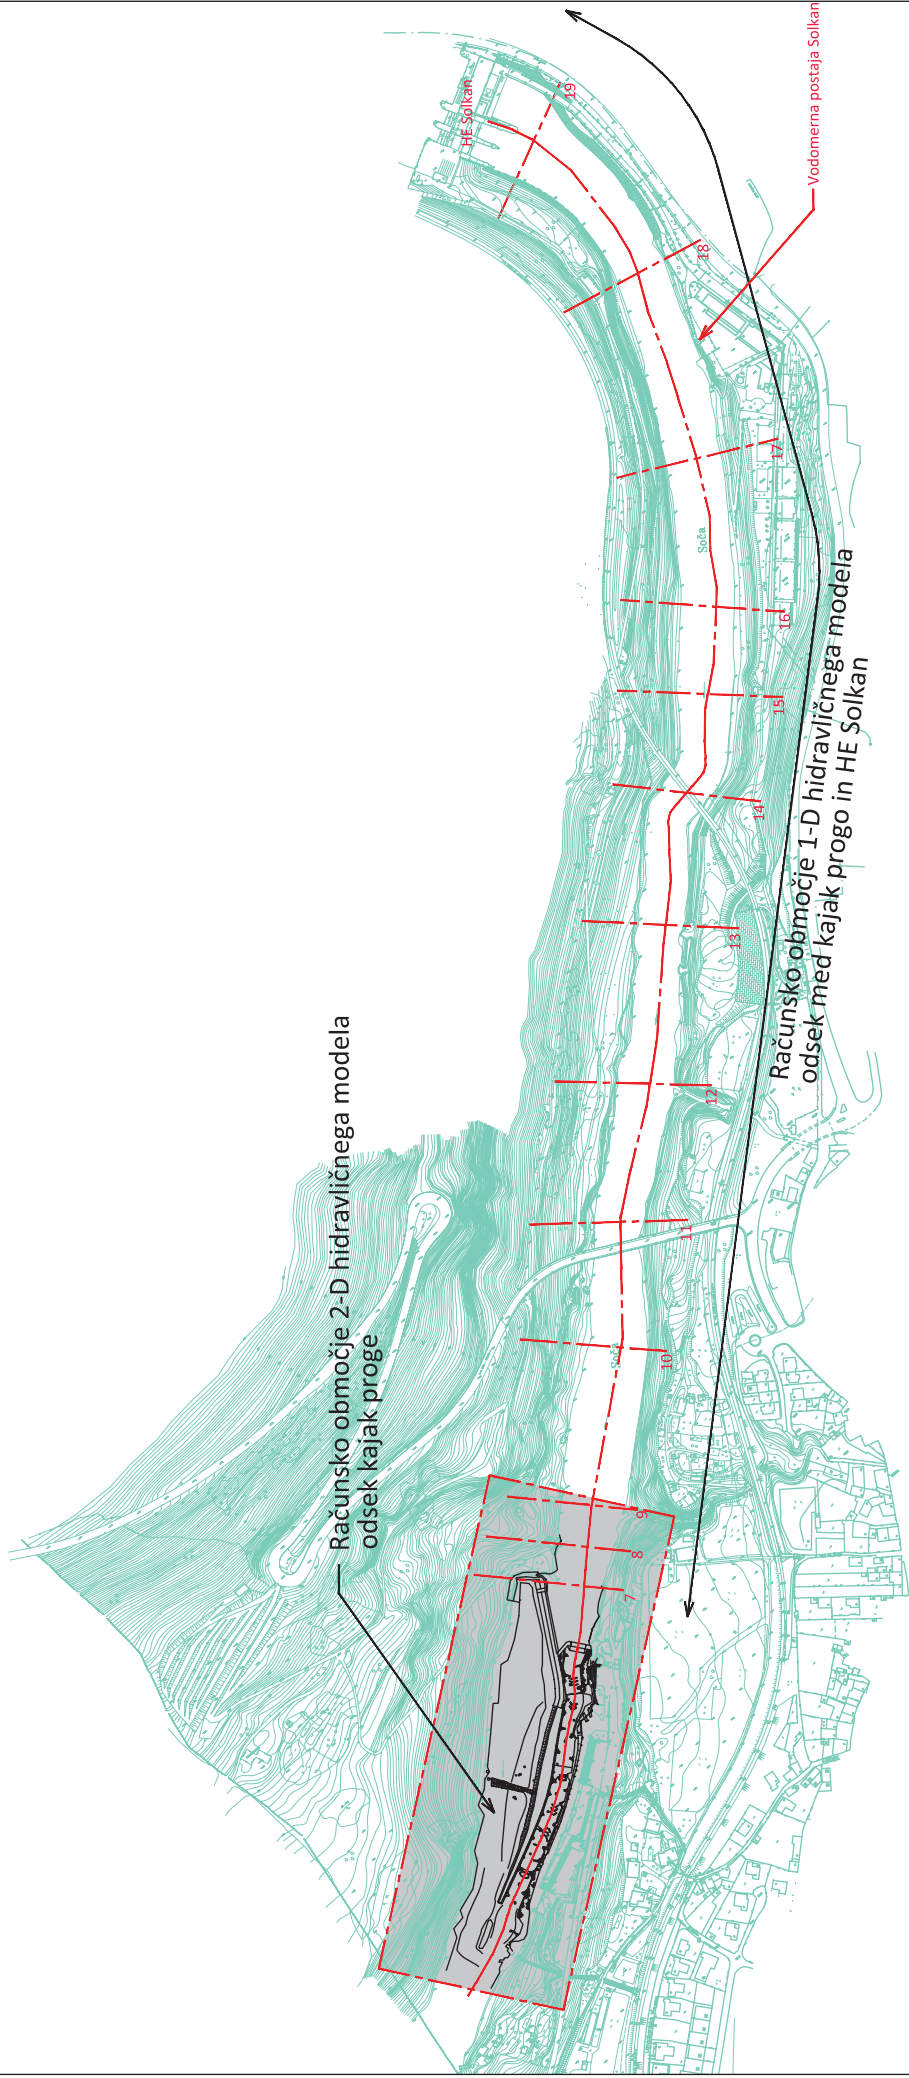 Računsko območje 2-D hidravličnega modela
odsek kajak proge
7
8
9
10
Soča
11
12
13
14
15
16
Soča
17
18
19
HE Solkan
Vodomerna postaja Solkan
Računsko območje 1-D hidravličnega modela
odsek med kajak progo in HE Solkan